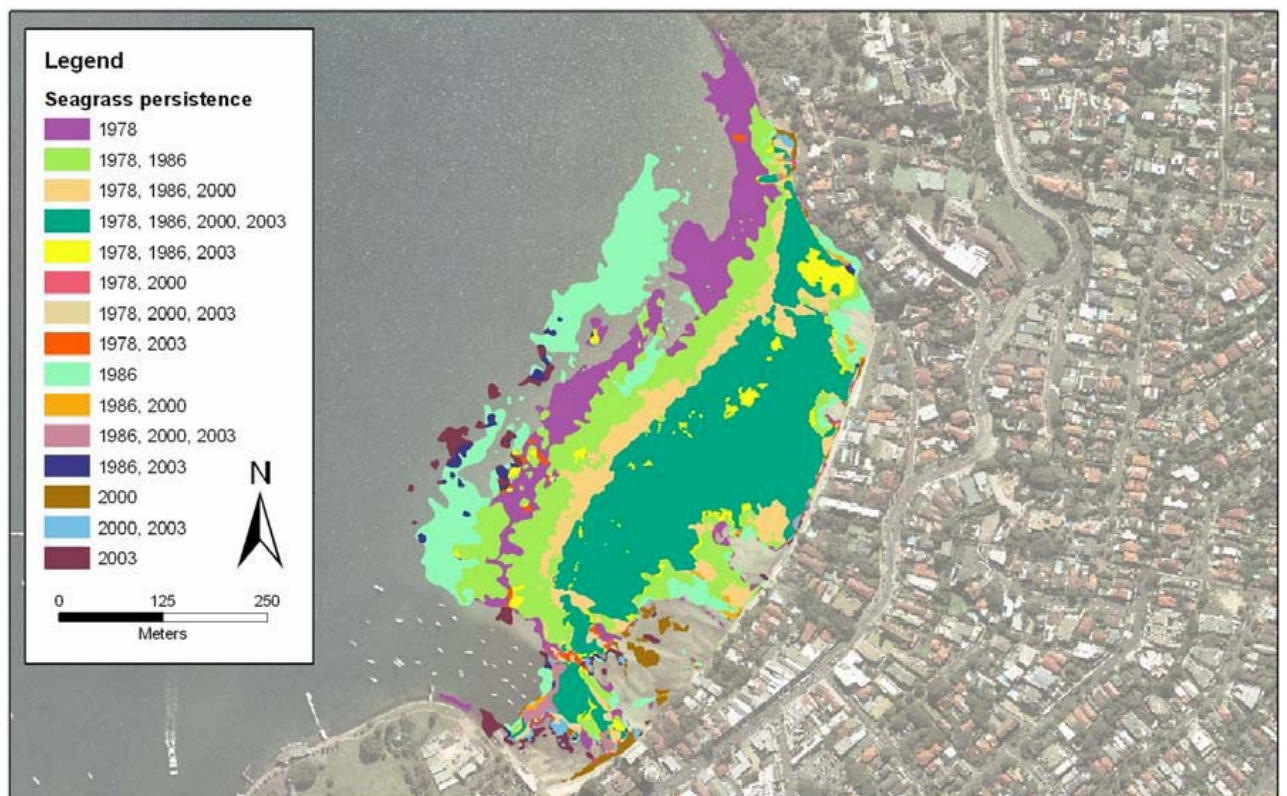 Legend
Seagrass persistence
1978
1978, 1986
1978, 1986, 2000
1978, 1986, 2000, 2003
1978, 1986, 2003
1978, 2000
1978, 2000, 2003
1978, 2003
1986
1986, 2000
1986, 2000, 2003
1986, 2003
2000
2000, 2003
2003
N
0 125 250
Meters